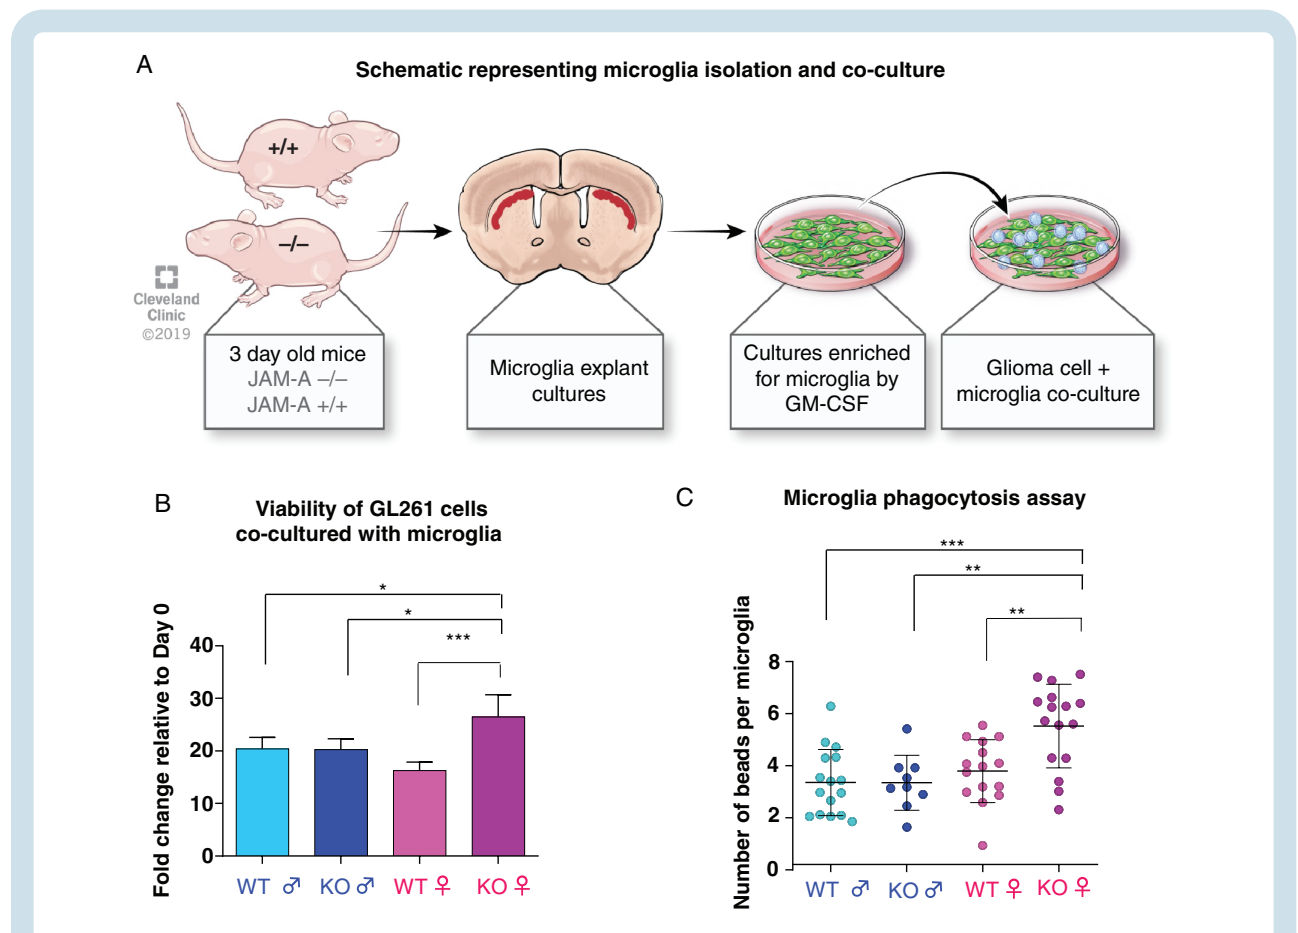 A
Schematic representing microglia isolation and co-culture
+/+
–/–
Cleveland
Clinic
©2019
3 day old mice
JAM-A –/–
JAM-A +/+
Microglia explant
cultures
Cultures enriched
for microglia by
GM-CSF
Glioma cell +
microglia co-culture
B
Viability of GL261 cells
co-cultured with microglia
*
*
***
Fold change relative to Day 0
40
30
20
10
0
WT ♂
KO ♂
WT ♀
KO ♀
C
Microglia phagocytosis assay
***
**
**
Number of beads per microglia
8
6
4
2
0
WT ♂
KO ♂
WT ♀
KO ♀